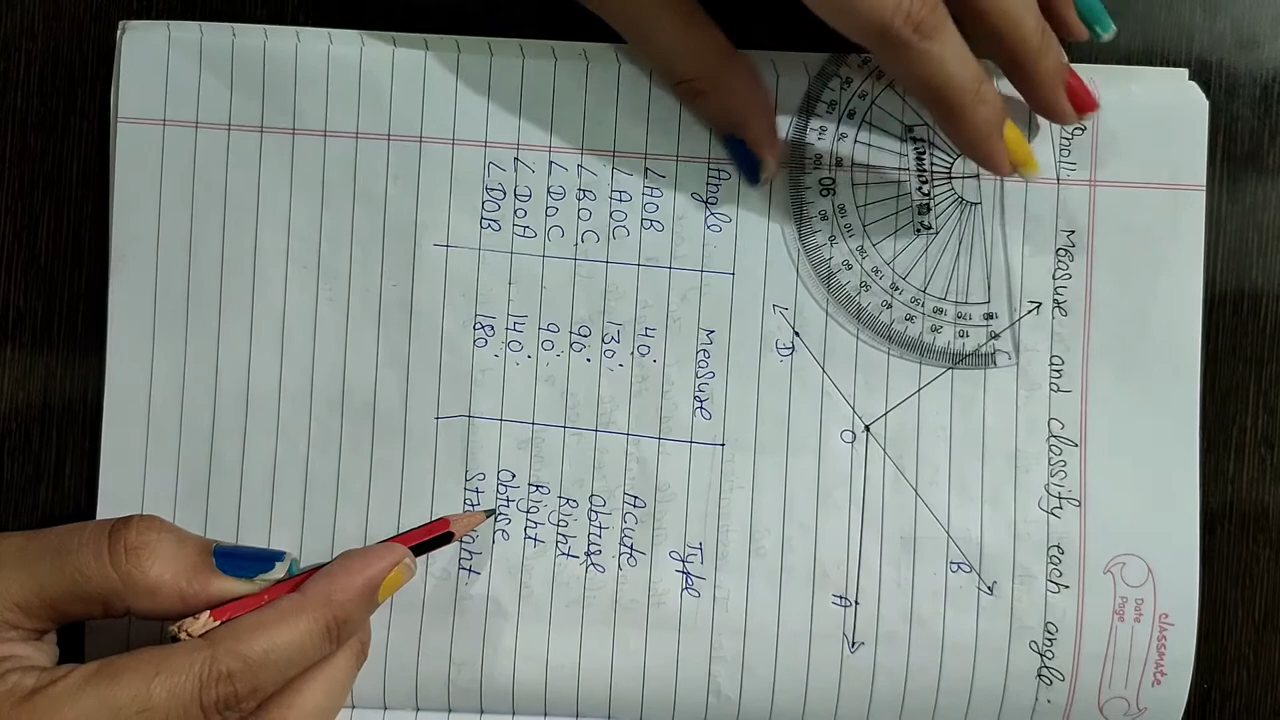 classmate
Date
Page
Measure and classify each angle.
C
B
O
A
D
L
Angle Measure Type
∠AOB 40° Acute
∠AOC 130° Obtuse
∠BOC 90° Right
∠DOC 90° Right
∠DOA 140° Obtuse
∠DOB 180° Straight